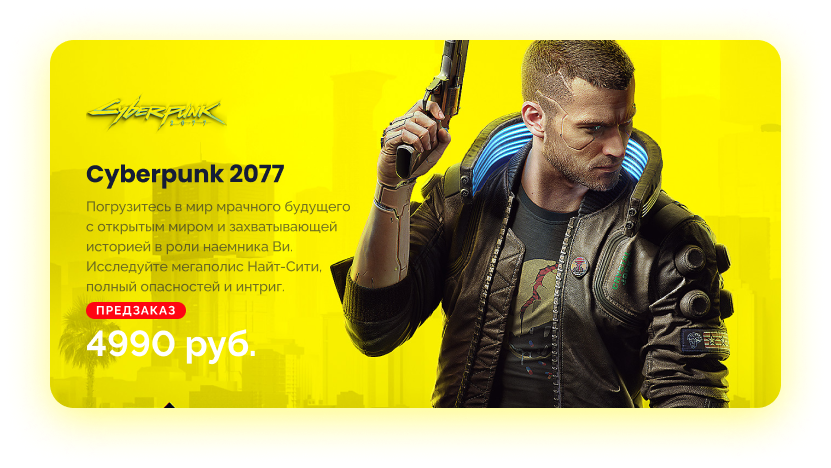 Cyberpunk
2077
Cyberpunk 2077
Погрузитесь в мир мрачного будущего
с открытым миром и захватывающей
историей в роли наемника Ви.
Исследуйте мегаполис Найт-Сити,
полный опасностей и интриг.
ПРЕДЗАКАЗ
4990 руб.